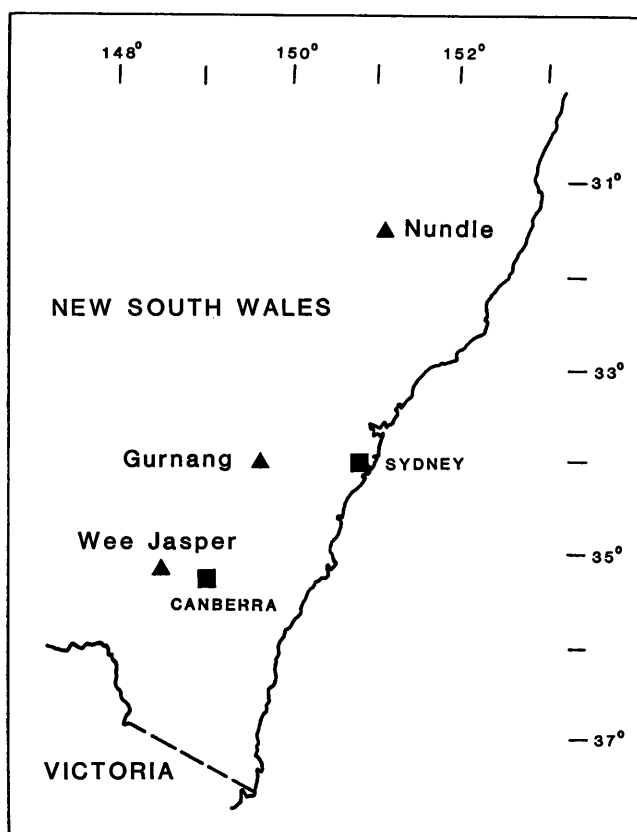 148° 150° 152°
31°
Nundle
NEW SOUTH WALES
33°
Gurnang
SYDNEY
Wee Jasper
35°
CANBERRA
37°
VICTORIA